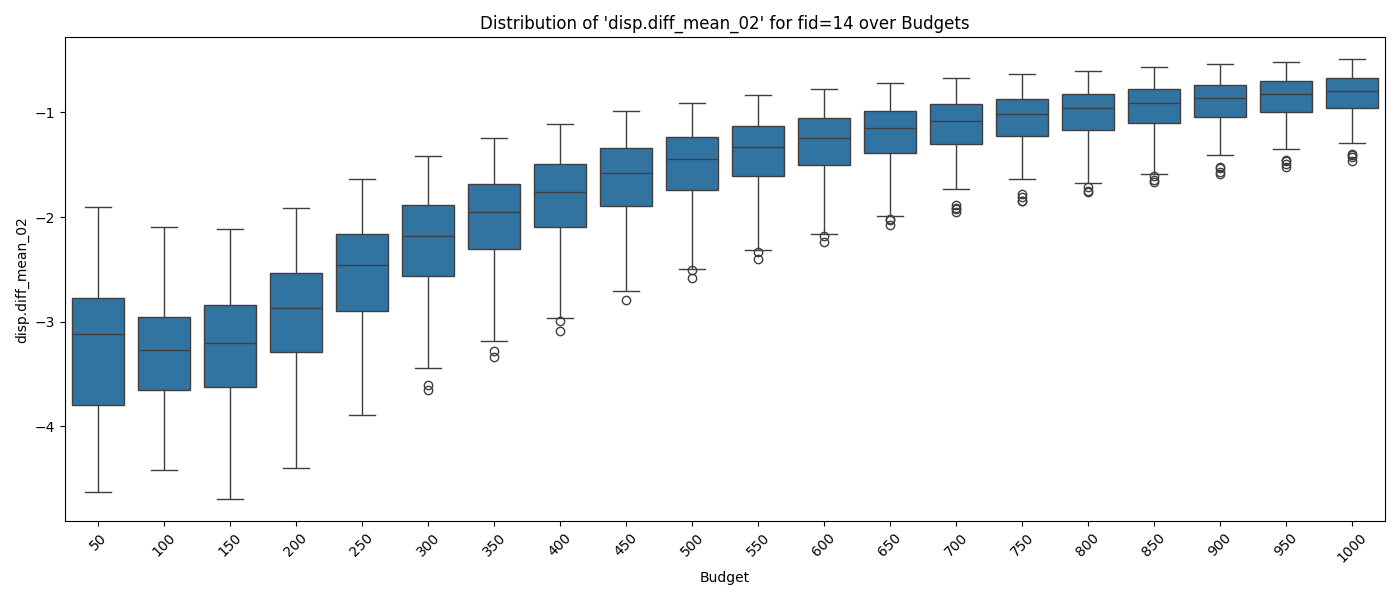 Distribution of 'disp.diff_mean_02' for fid=14 over Budgets
disp.diff_mean_02
−1
−2
−3
−4
50 100 150 200 250 300 350 400 450 500 550 600 650 700 750 800 850 900 950 1000
Budget